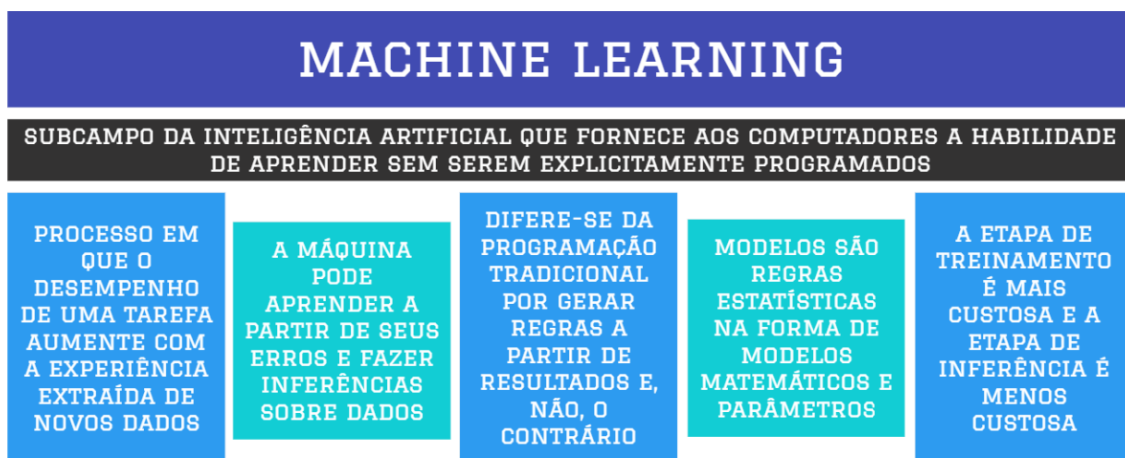 MACHINE LEARNING
SUBCAMPO DA INTELIGÊNCIA ARTIFICIAL QUE FORNECE AOS COMPUTADORES A HABILIDADE
DE APRENDER SEM SEREM EXPLICITAMENTE PROGRAMADOS
PROCESSO EM
QUE O
DESEMPENHO
DE UMA TAREFA
AUMENTE COM
A EXPERIÊNCIA
EXTRAÍDA DE
NOVOS DADOS
A MÁQUINA
PODE
APRENDER A
PARTIR DE SEUS
ERROS E FAZER
INFERÊNCIAS
SOBRE DADOS
DIFERE-SE DA
PROGRAMAÇÃO
TRADICIONAL
POR GERAR
REGRAS A
PARTIR DE
RESULTADOS E,
NÃO, O
CONTRÁRIO
MODELOS SÃO
REGRAS
ESTATÍSTICAS
NA FORMA DE
MODELOS
MATEMÁTICOS E
PARÂMETROS
A ETAPA DE
TREINAMENTO
É MAIS
CUSTOSA E A
ETAPA DE
INFERÊNCIA É
MENOS
CUSTOSA